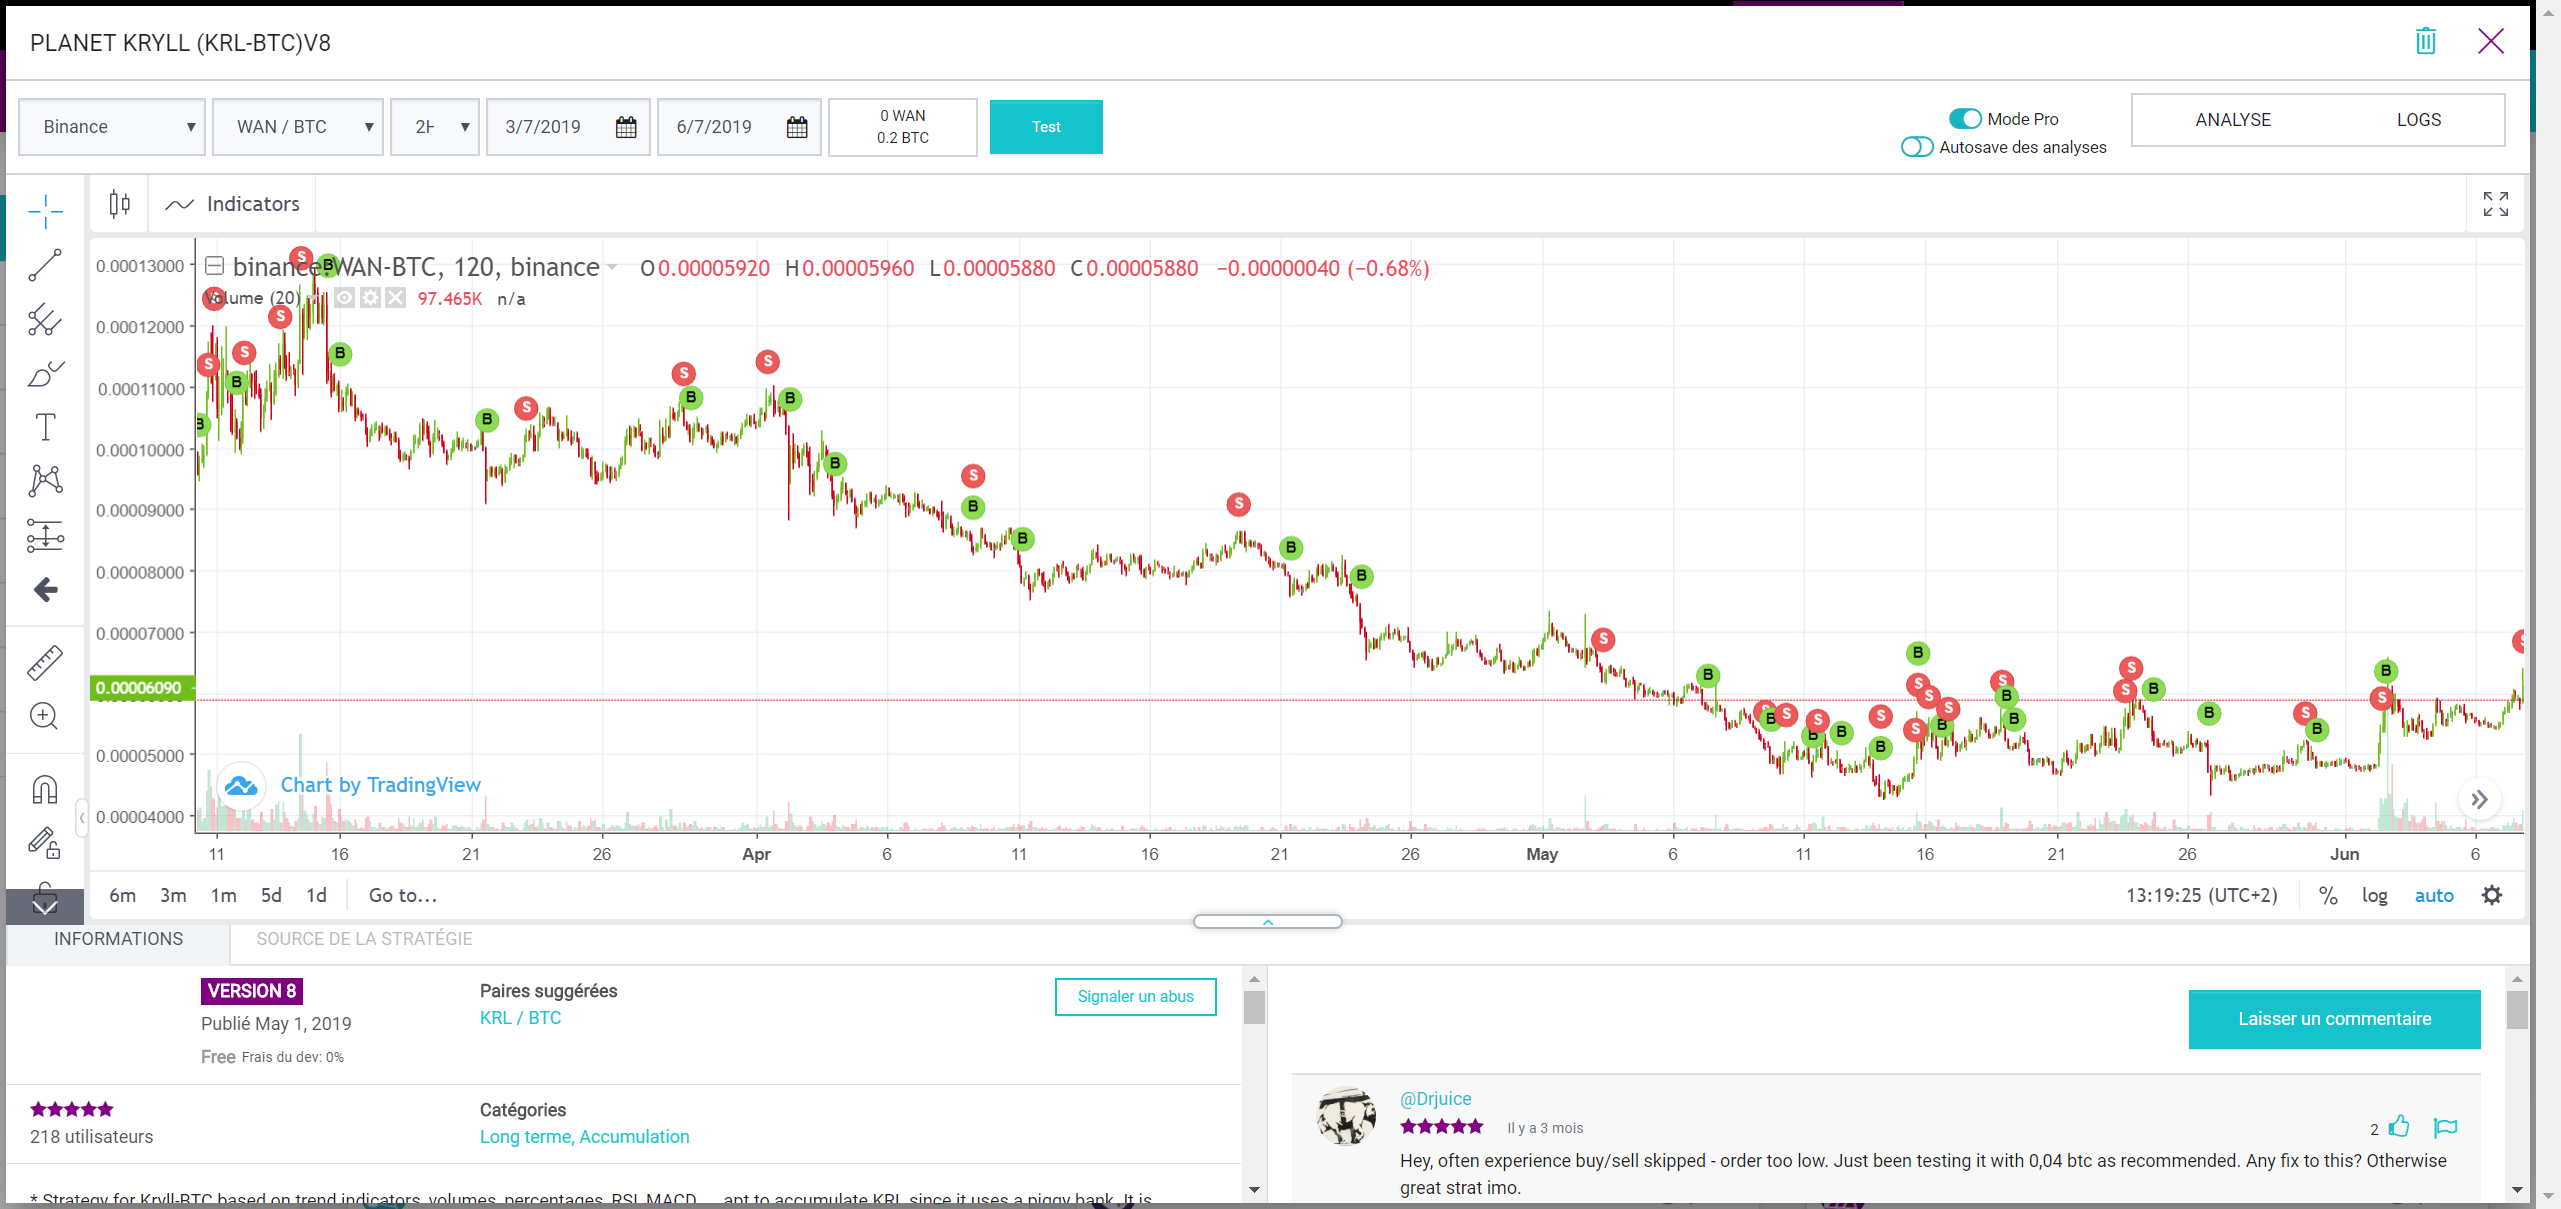 PLANET KRYLL (KRL-BTC)V8
Binance
WAN / BTC
2H
3/7/2019
6/7/2019
0 WAN
0.2 BTC
Test
Mode Pro
Autosave des analyses
ANALYSE
LOGS
Indicators
binance:WAN-BTC, 120, binance
O0.00005920 H0.00005960 L0.00005880 C0.00005880 −0.00000040 (−0.68%)
Volume (20)
97.465K n/a
0.00013000
0.00012000
0.00011000
0.00010000
0.00009000
0.00008000
0.00007000
0.00006090
0.00005000
0.00004000
Chart by TradingView
11 16 21 26 Apr 6 11 16 21 26 May 6 11 16 21 26 Jun 6
6m 3m 1m 5d 1d Go to...
13:19:25 (UTC+2) % log auto
INFORMATIONS
SOURCE DE LA STRATÉGIE
VERSION 8
Publié May 1, 2019
Free Frais du dev: 0%
Paires suggérées
KRL / BTC
Signaler un abus
218 utilisateurs
Catégories
Long terme, Accumulation
* Strategy for Kryll-BTC based on trend indicators, volumes, percentages, RSI, MACD, ... apt to accumulate KRL since it uses a piggy bank. It is
Laisser un commentaire
@Drjuice
Il y a 3 mois
2
Hey, often experience buy/sell skipped - order too low. Just been testing it with 0,04 btc as recommended. Any fix to this? Otherwise
great strat imo.